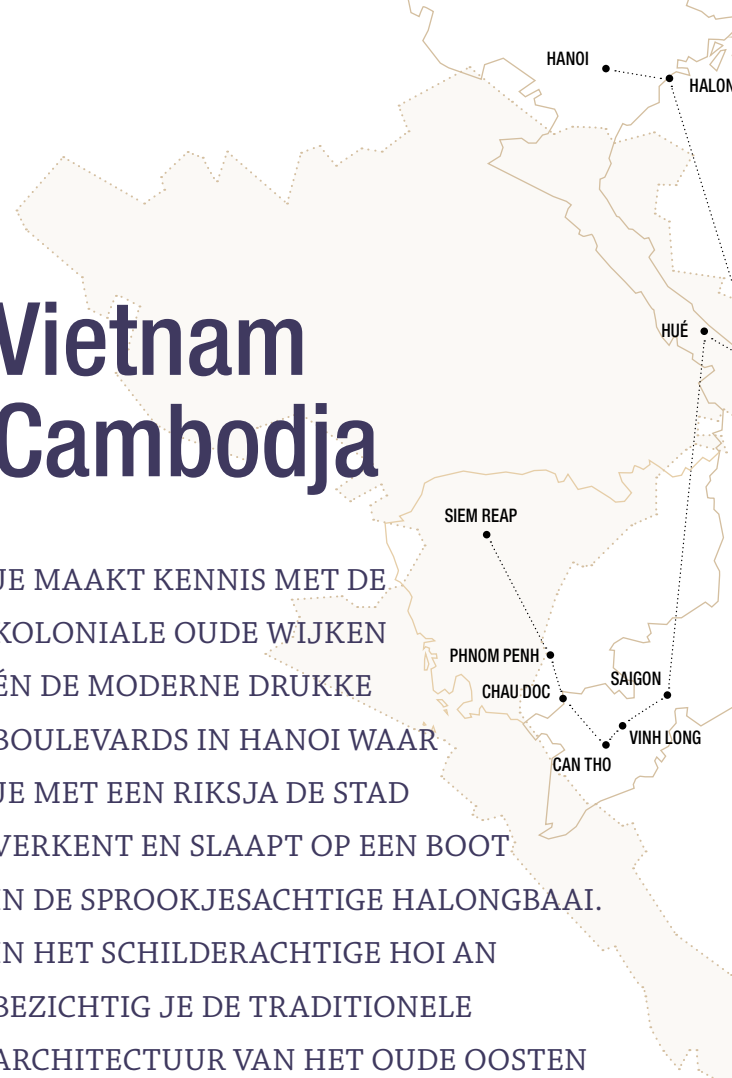 HANOI
HALON
HUÉ
Vietnam
Cambodja
SIEM REAP
JE MAAKT KENNIS MET DE
KOLONIALE OUDE WIJKEN
ÉN DE MODERNE DRUKKE
BOULEVARDS IN HANOI WAAR
JE MET EEN RIKSJA DE STAD
VERKENT EN SLAAPT OP EEN BOOT
IN DE SPROOKJESACHTIGE HALONGBAAI.
IN HET SCHILDERACHTIGE HOI AN
BEZICHTIG JE DE TRADITIONELE
ARCHITECTUUR VAN HET OUDE OOSTEN
PHNOM PENH
CHAU DOC
SAIGON
VINH LONG
CAN THO